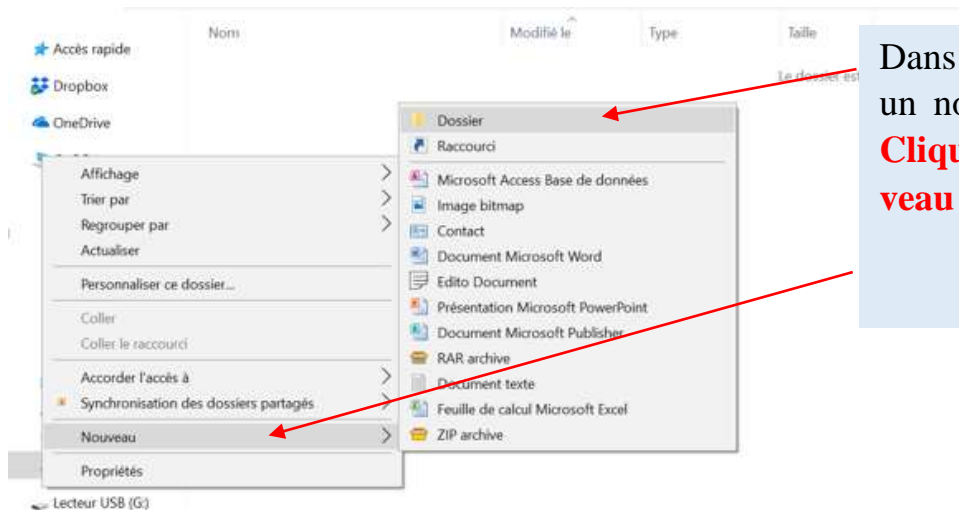 Nom Modifié le Type Taille
Accès rapide
Dropbox
OneDrive
Le dossier est
Affichage
Trier par
Regrouper par
Actualiser
Personnaliser ce dossier...
Coller
Coller le raccourci
Accorder l'accès à
Synchronisation des dossiers partagés
Nouveau
Propriétés
Lecteur USB (G:)
Dossier
Raccourci
Microsoft Access Base de données
Image bitmap
Contact
Document Microsoft Word
Edito Document
Présentation Microsoft PowerPoint
Document Microsoft Publisher
RAR archive
Document texte
Feuille de calcul Microsoft Excel
ZIP archive
Dans
un no
Cliqu
veau